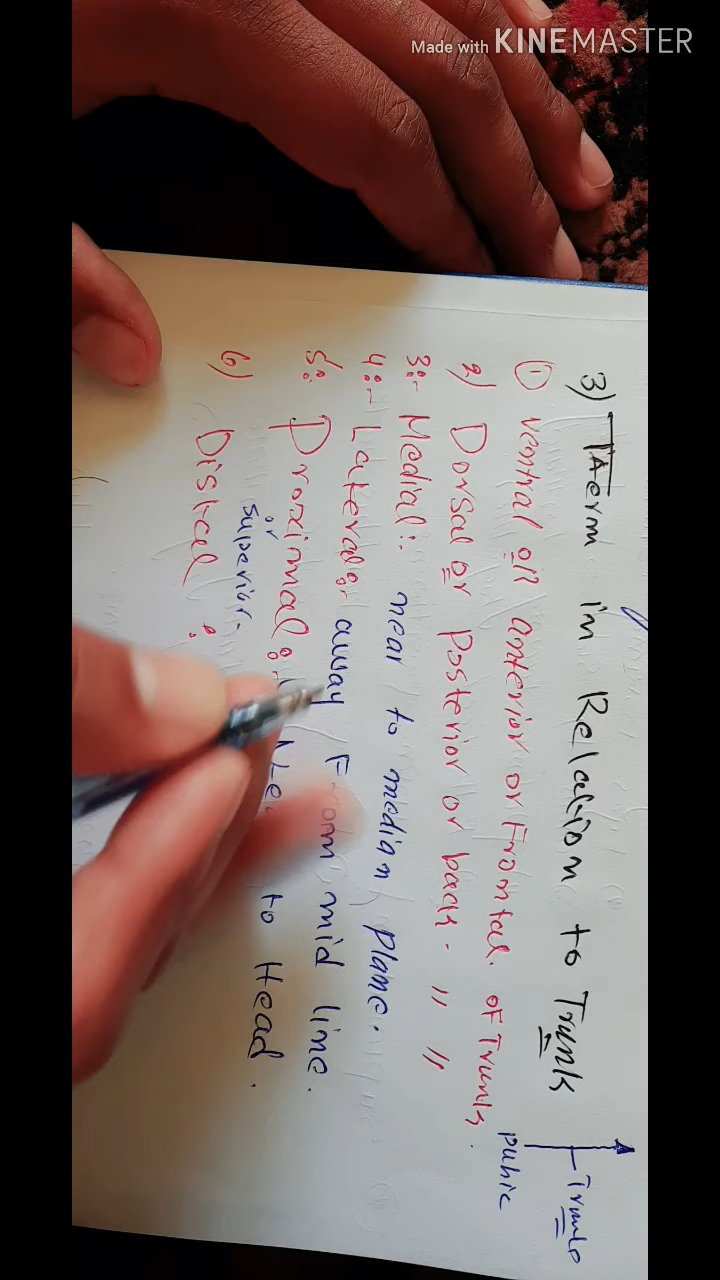 Made with KINEMASTER
3) TAerm in Relation to Trunk
Trunk
① ventral or anterior or Frontal. of Trunk.
pubic
2) Dorsal or Posterior or back. " "
3:- Medial:- near to median Plane.
4:- Lateral:- away From mid line.
5:- Proximal:- to Head.
or superior-
6) Distal :